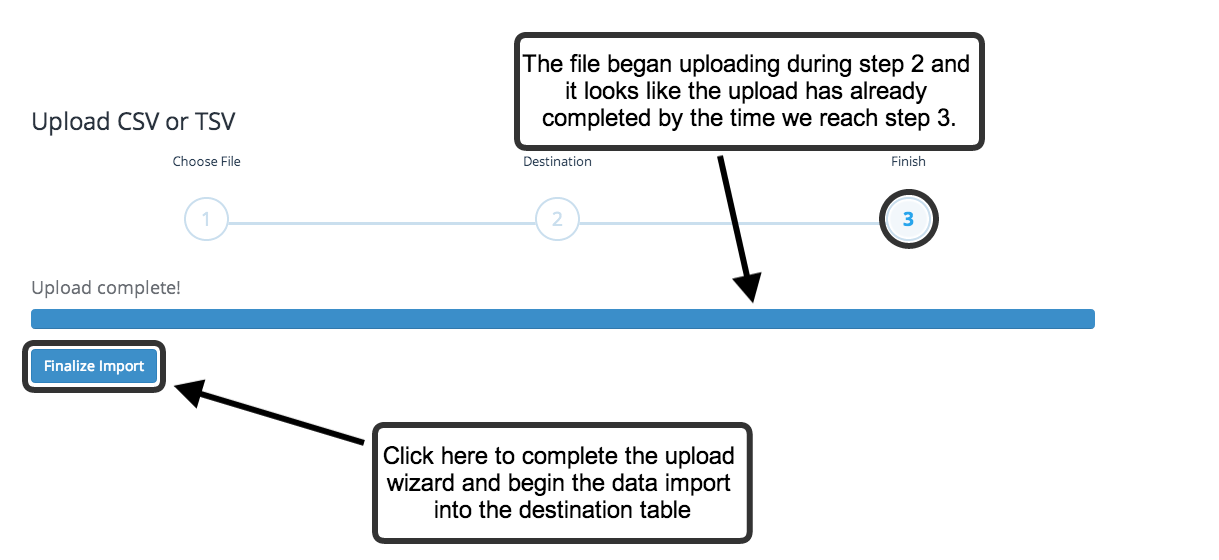 The file began uploading during step 2 and
it looks like the upload has already
completed by the time we reach step 3.
Upload CSV or TSV
Choose File
Destination
Finish
1
2
3
Upload complete!
Finalize Import
Click here to complete the upload
wizard and begin the data import
into the destination table